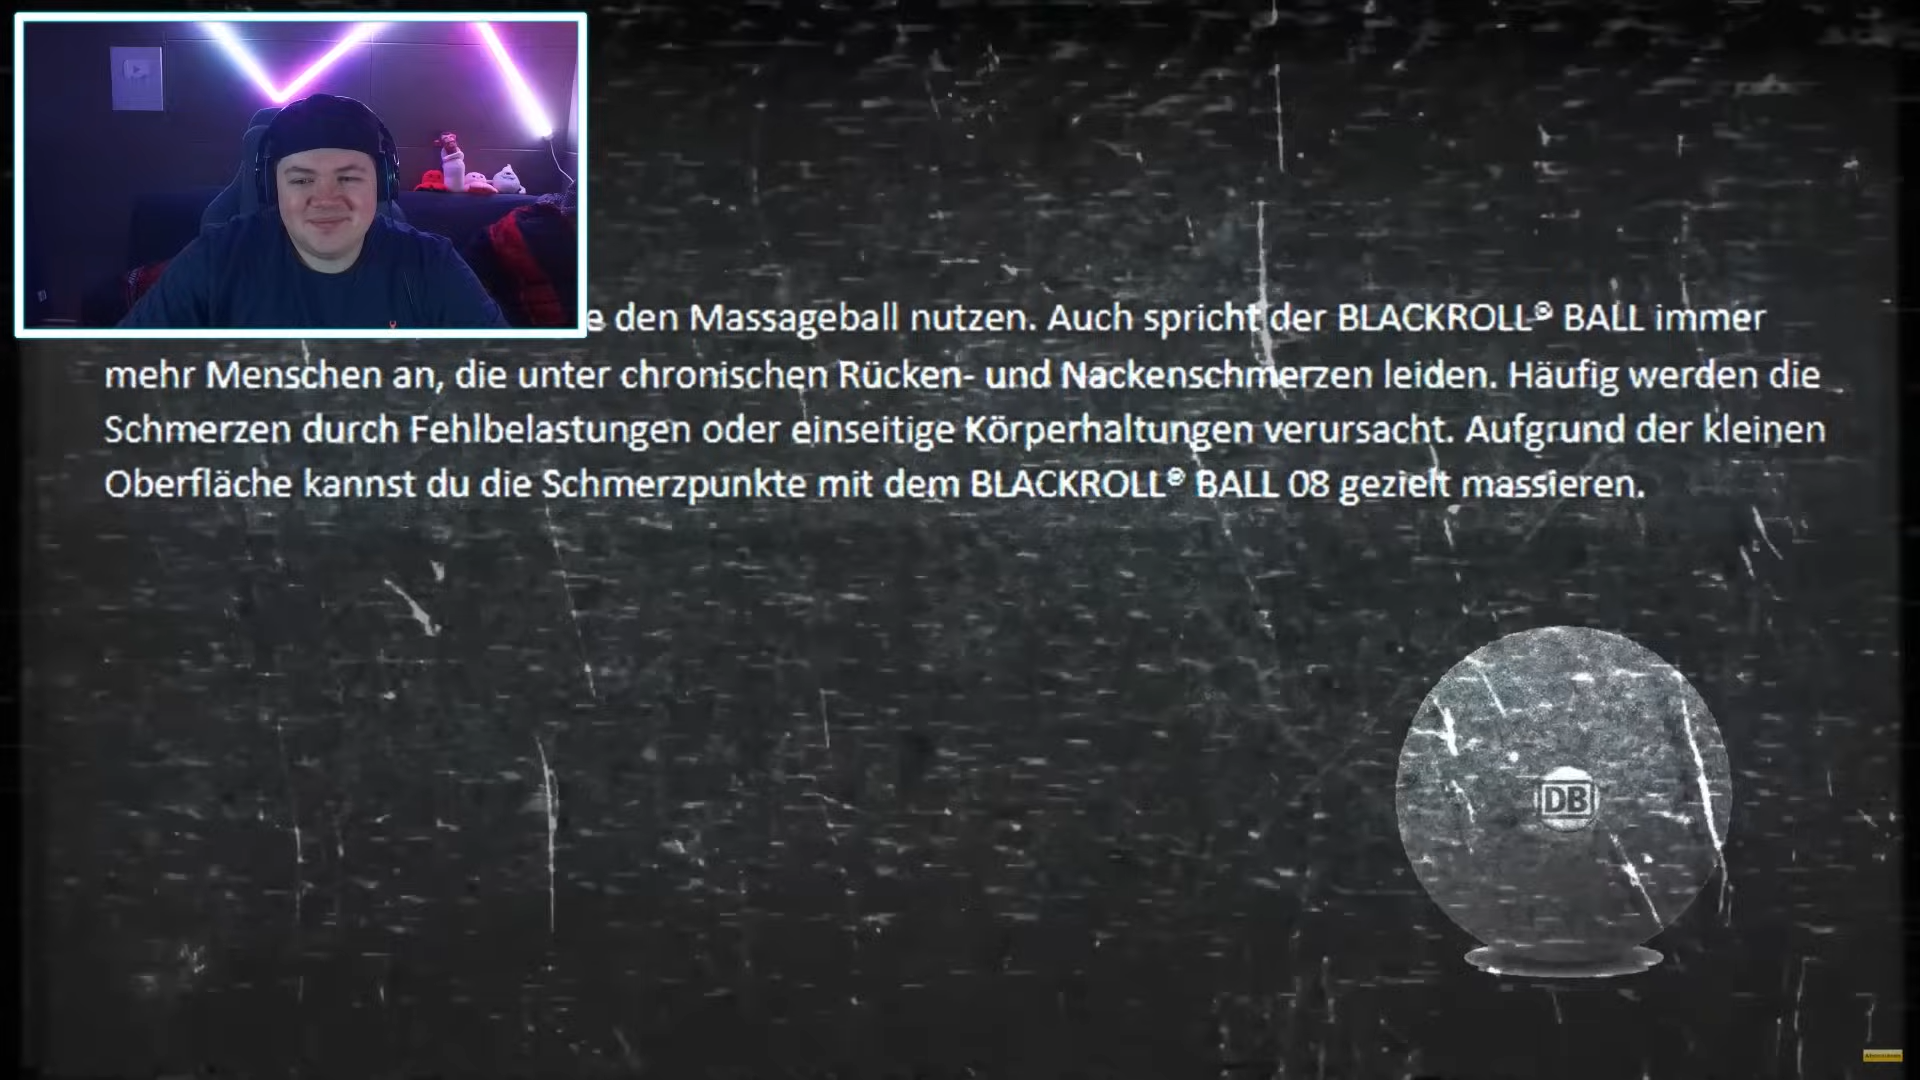 e den Massageball nutzen. Auch spricht der BLACKROLL® BALL immer
mehr Menschen an, die unter chronischen Rücken- und Nackenschmerzen leiden. Häufig werden die
Schmerzen durch Fehlbelastungen oder einseitige Körperhaltungen verursacht. Aufgrund der kleinen
Oberfläche kannst du die Schmerzpunkte mit dem BLACKROLL® BALL 08 gezielt massieren.
DB